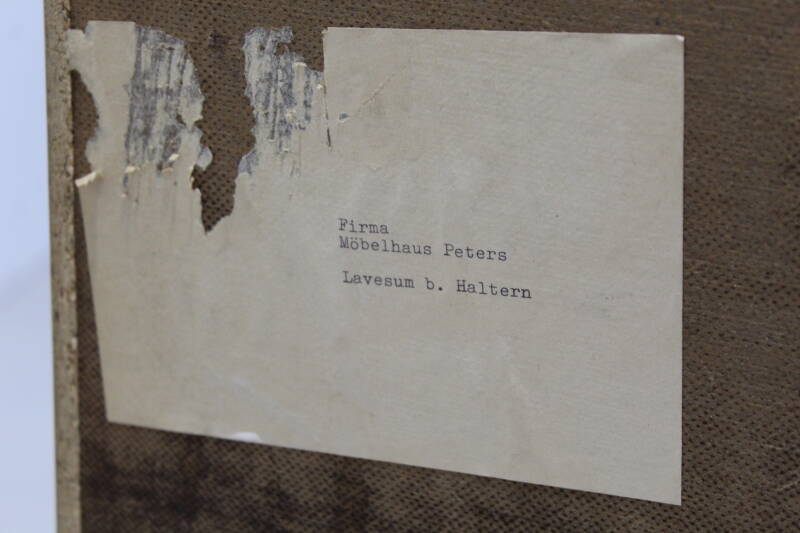 Firma
Möbelhaus Peters
Lavesum b. Haltern